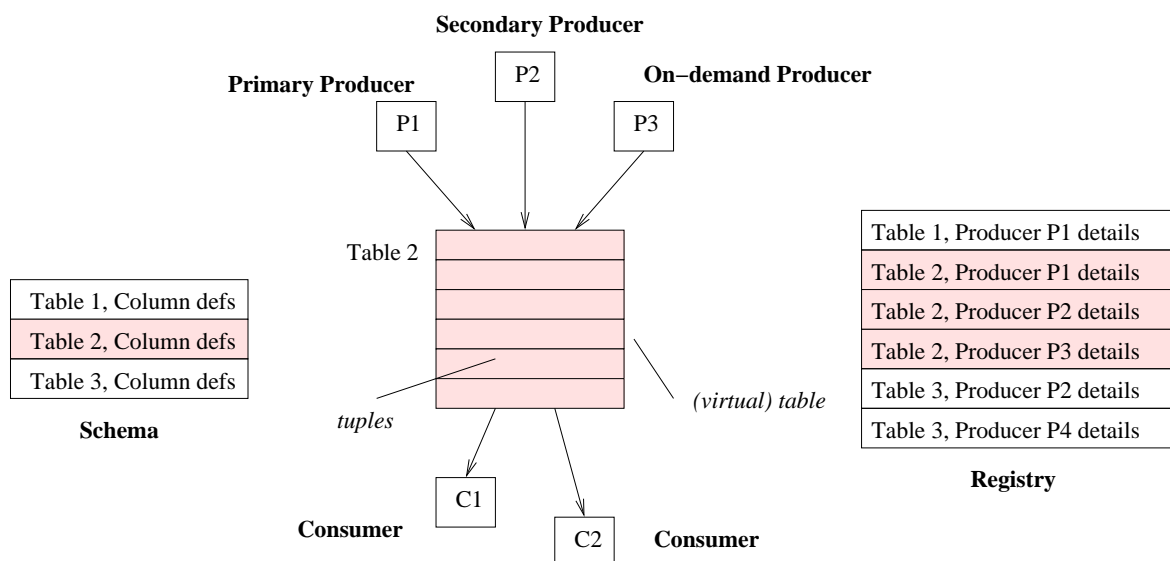 Secondary Producer
P2
Primary Producer
On−demand Producer
P1
P3
Table 2
Table 1, Column defs
Table 2, Column defs
Table 3, Column defs
Schema
tuples
(virtual) table
Table 1, Producer P1 details
Table 2, Producer P1 details
Table 2, Producer P2 details
Table 2, Producer P3 details
Table 3, Producer P2 details
Table 3, Producer P4 details
Registry
C1
Consumer
C2
Consumer